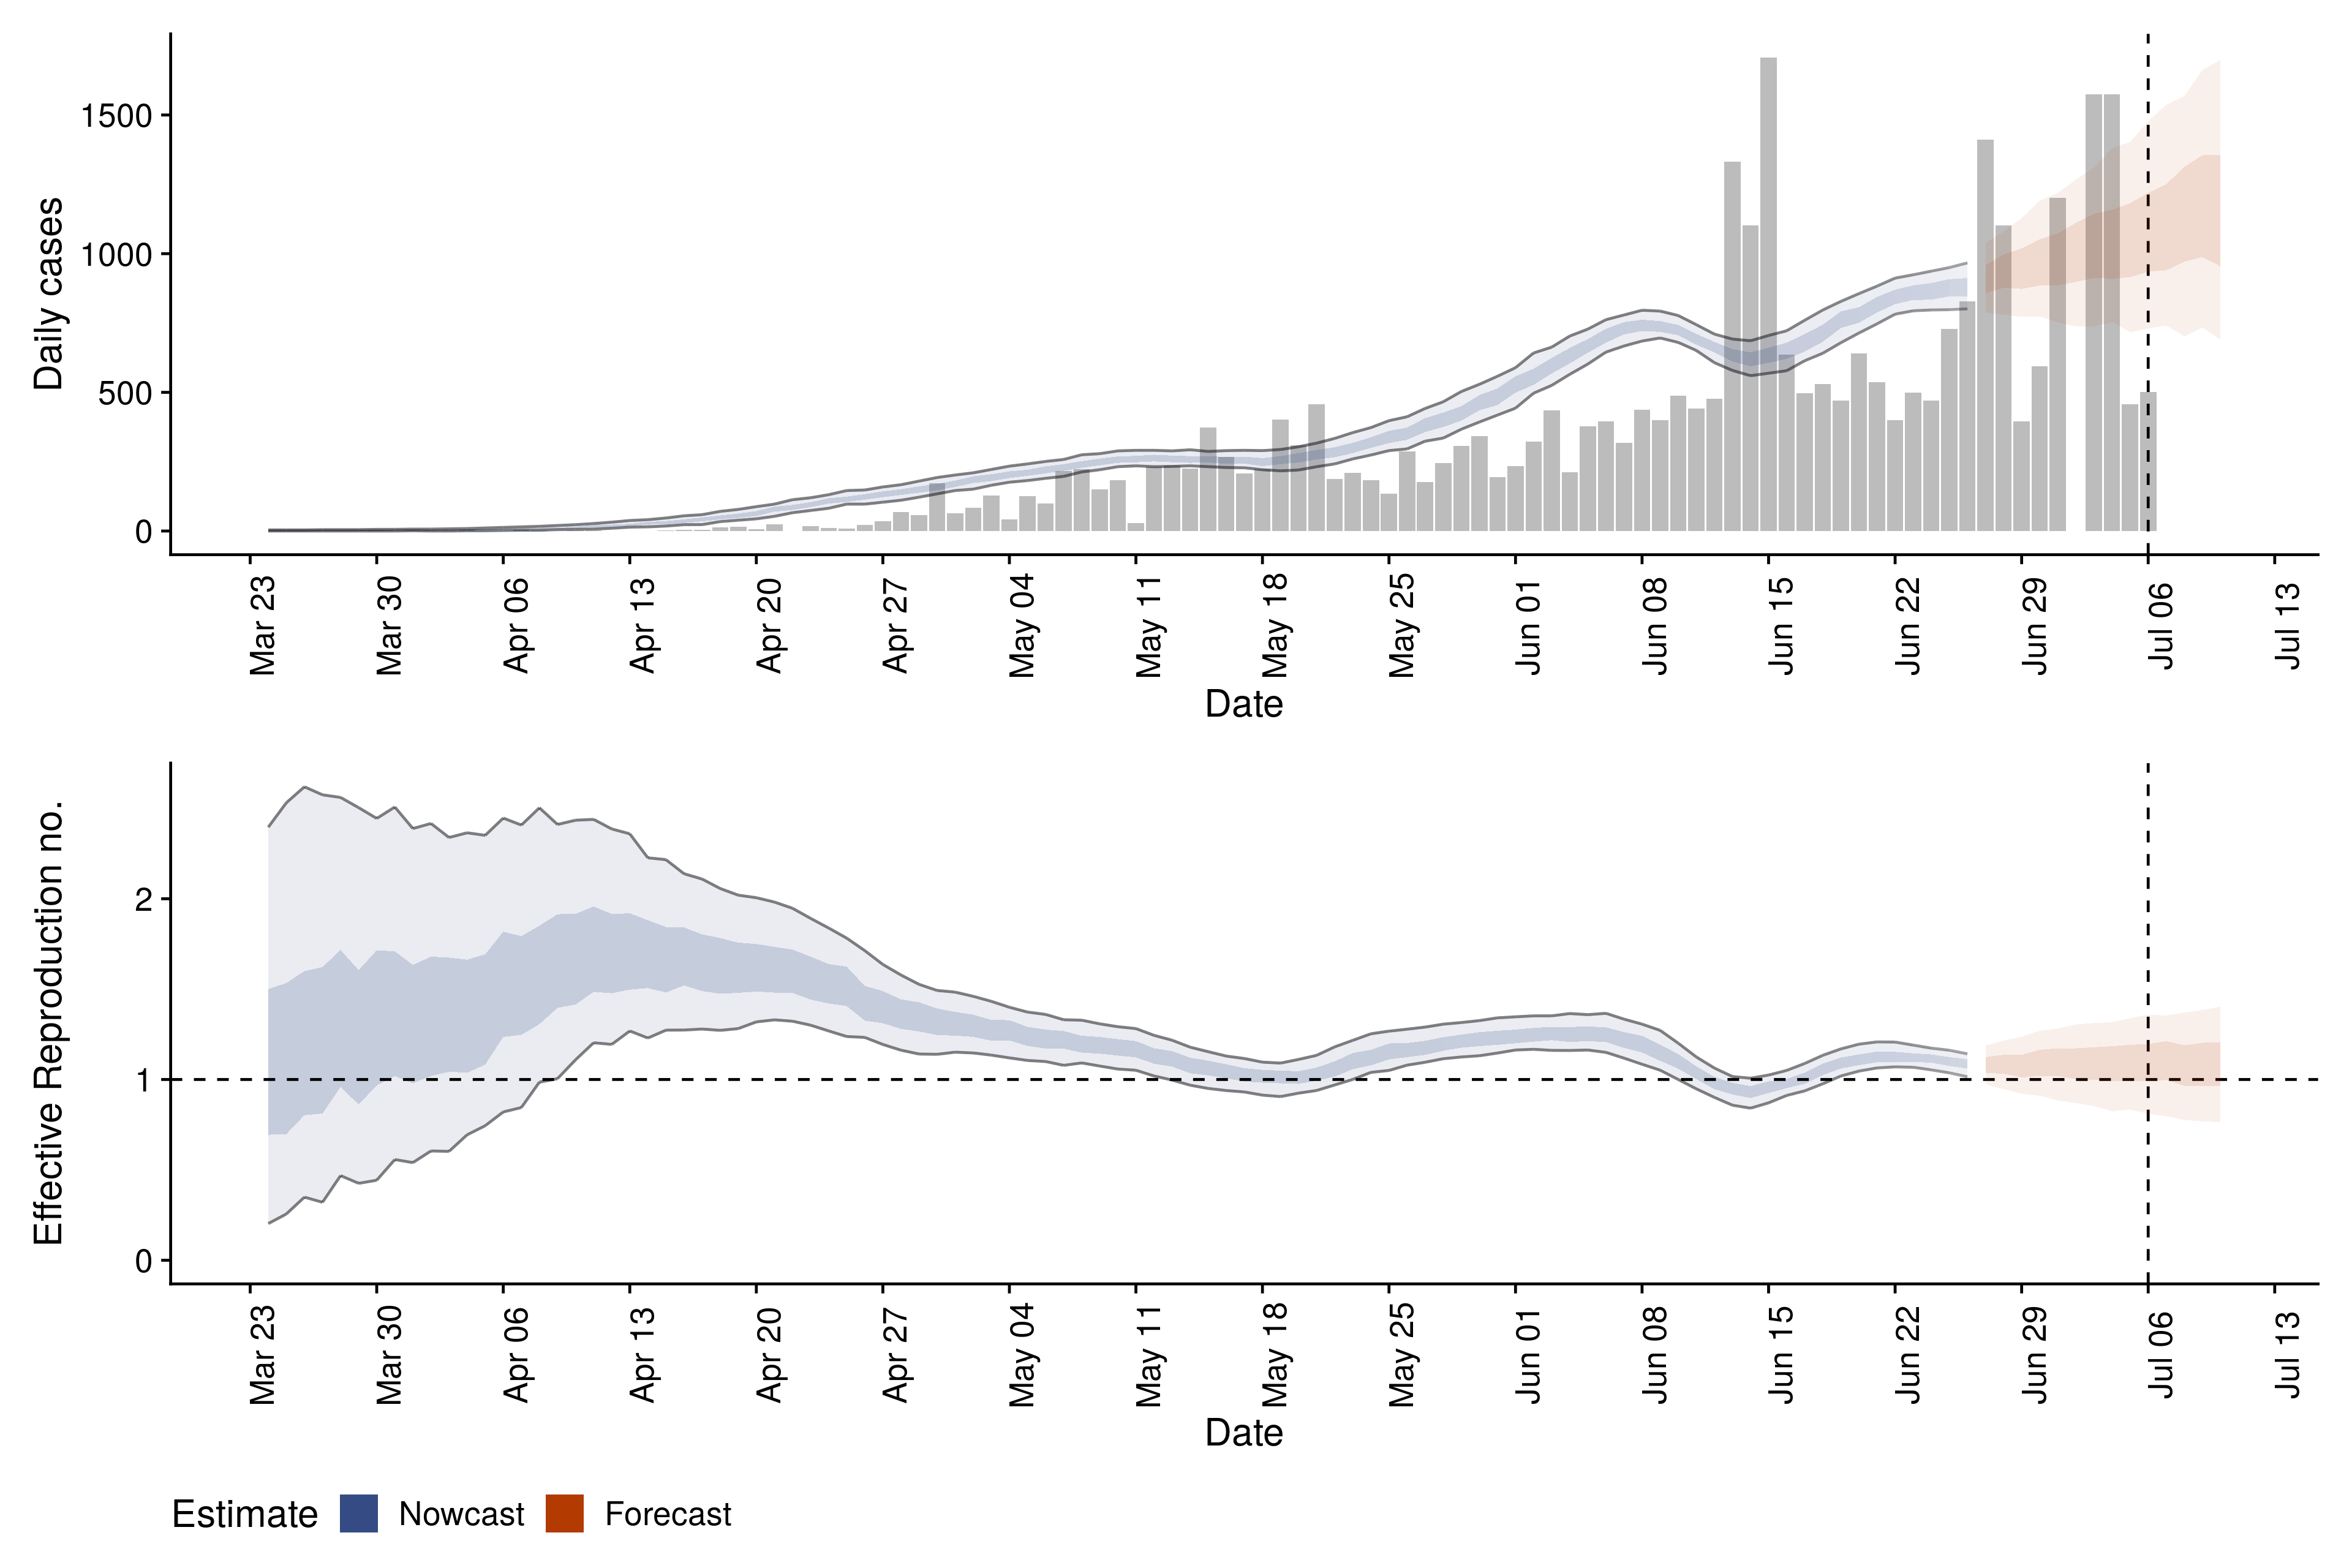 Daily cases
1500
1000
500
0
Mar 23
Mar 30
Apr 06
Apr 13
Apr 20
Apr 27
May 04
May 11
May 18
May 25
Jun 01
Jun 08
Jun 15
Jun 22
Jun 29
Jul 06
Jul 13
Date
Effective Reproduction no.
2
1
0
Mar 23
Mar 30
Apr 06
Apr 13
Apr 20
Apr 27
May 04
May 11
May 18
May 25
Jun 01
Jun 08
Jun 15
Jun 22
Jun 29
Jul 06
Jul 13
Date
Estimate Nowcast Forecast